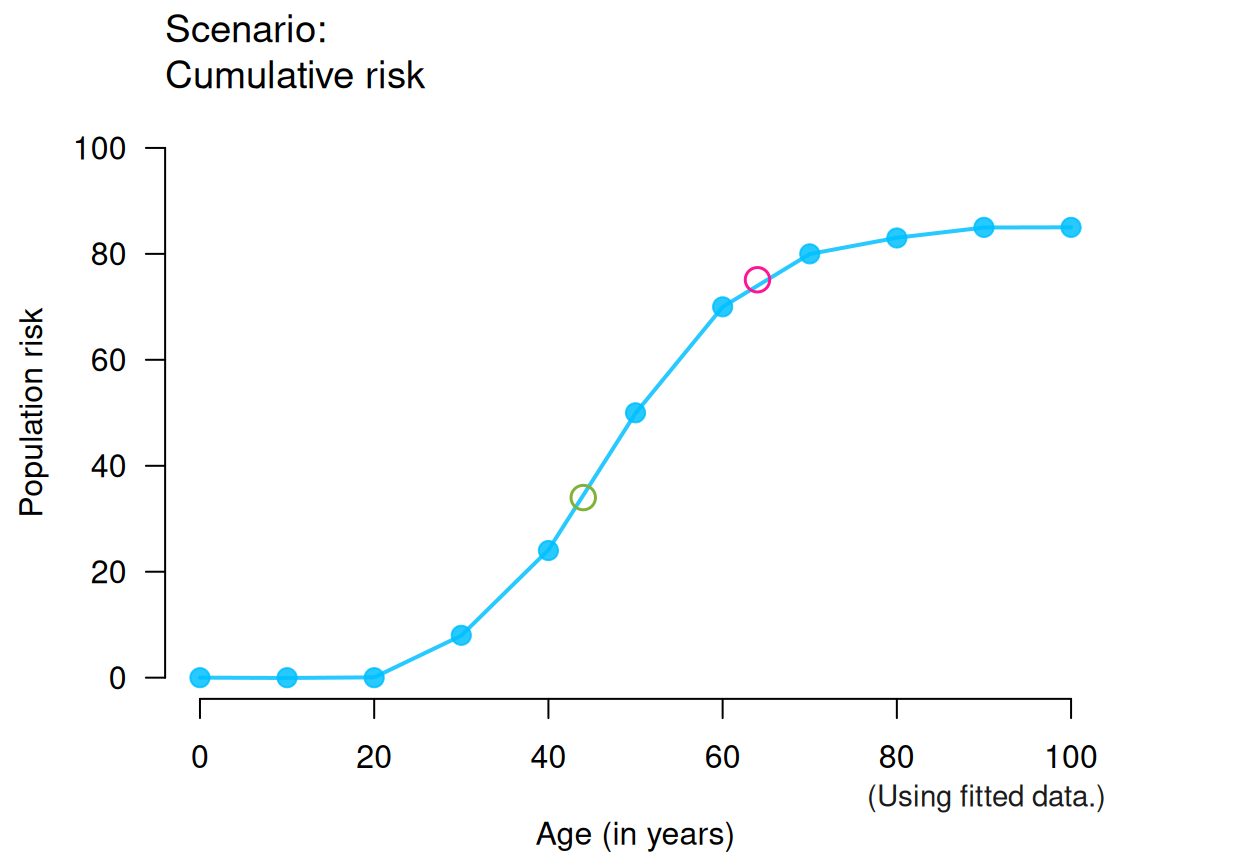 Scenario:
Cumulative risk
100
80
60
40
20
0
Population risk
0 20 40 60 80 100
(Using fitted data.)
Age (in years)